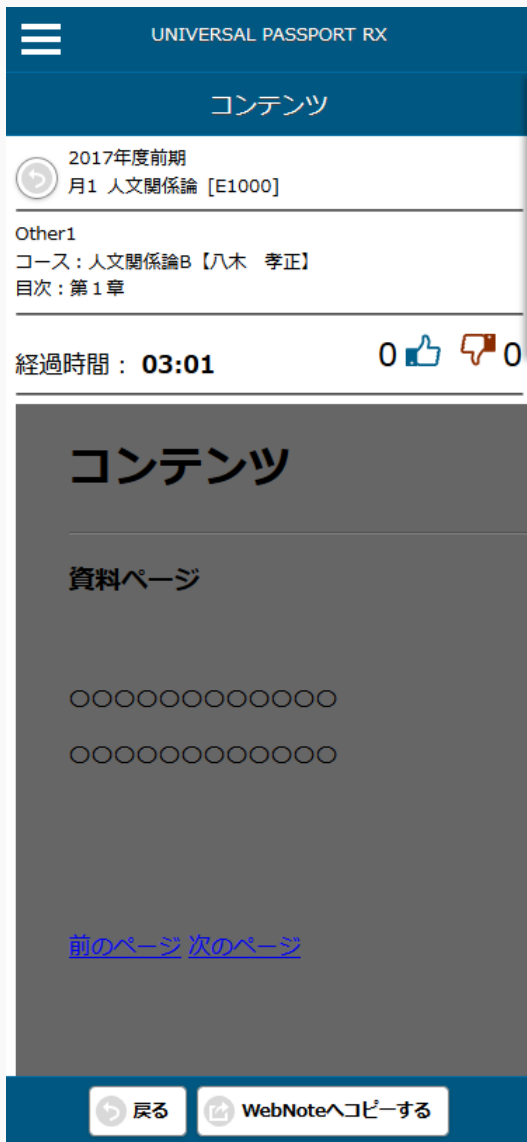 UNIVERSAL PASSPORT RX
コンテンツ
2017年度前期
月1 人文関係論 [E1000]
Other1
コース：人文関係論B【八木　孝正】
目次：第１章
経過時間： 03:01
0 0
コンテンツ
資料ページ
○○○○○○○○○○○○○
○○○○○○○○○○○○○
前のページ 次のページ
戻る WebNoteへコピーする